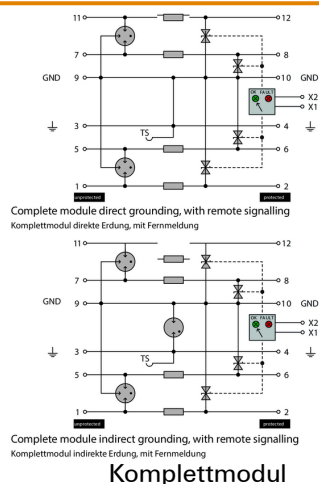 11 12
7 8
GND 9 10 GND
OK FAULT
X2
X1
3 4
TS
5 6
1 2
unprotected protected
Complete module direct grounding, with remote signalling
Komplettmodul direkte Erdung, mit Fernmeldung
11 12
7 8
GND 9 10 GND
OK FAULT
X2
X1
3 4
TS
5 6
1 2
unprotected protected
Complete module indirect grounding, with remote signalling
Komplettmodul indirekte Erdung, mit Fernmeldung
Komplettmodul